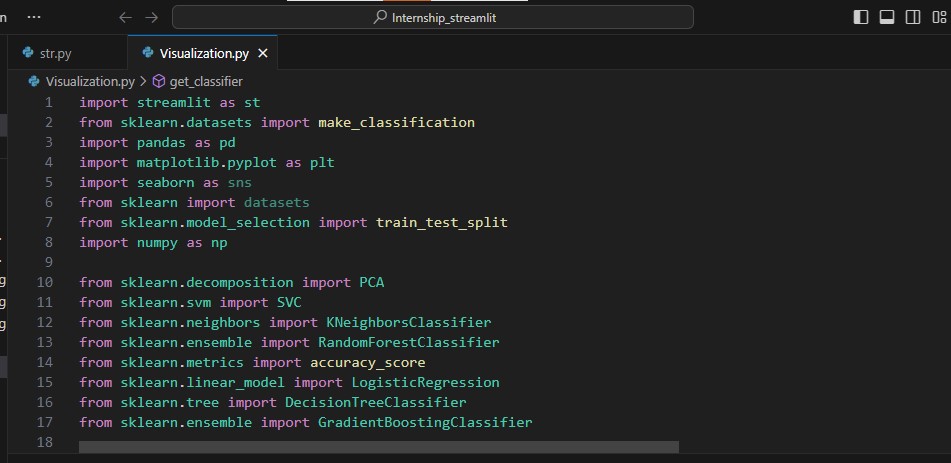 n ··· Internship_streamlit
str.py Visualization.py
Visualization.py > get_classifier
1 import streamlit as st
2 from sklearn.datasets import make_classification
3 import pandas as pd
4 import matplotlib.pyplot as plt
5 import seaborn as sns
6 from sklearn import datasets
7 from sklearn.model_selection import train_test_split
8 import numpy as np
9
10 from sklearn.decomposition import PCA
11 from sklearn.svm import SVC
12 from sklearn.neighbors import KNeighborsClassifier
13 from sklearn.ensemble import RandomForestClassifier
14 from sklearn.metrics import accuracy_score
15 from sklearn.linear_model import LogisticRegression
16 from sklearn.tree import DecisionTreeClassifier
17 from sklearn.ensemble import GradientBoostingClassifier
18